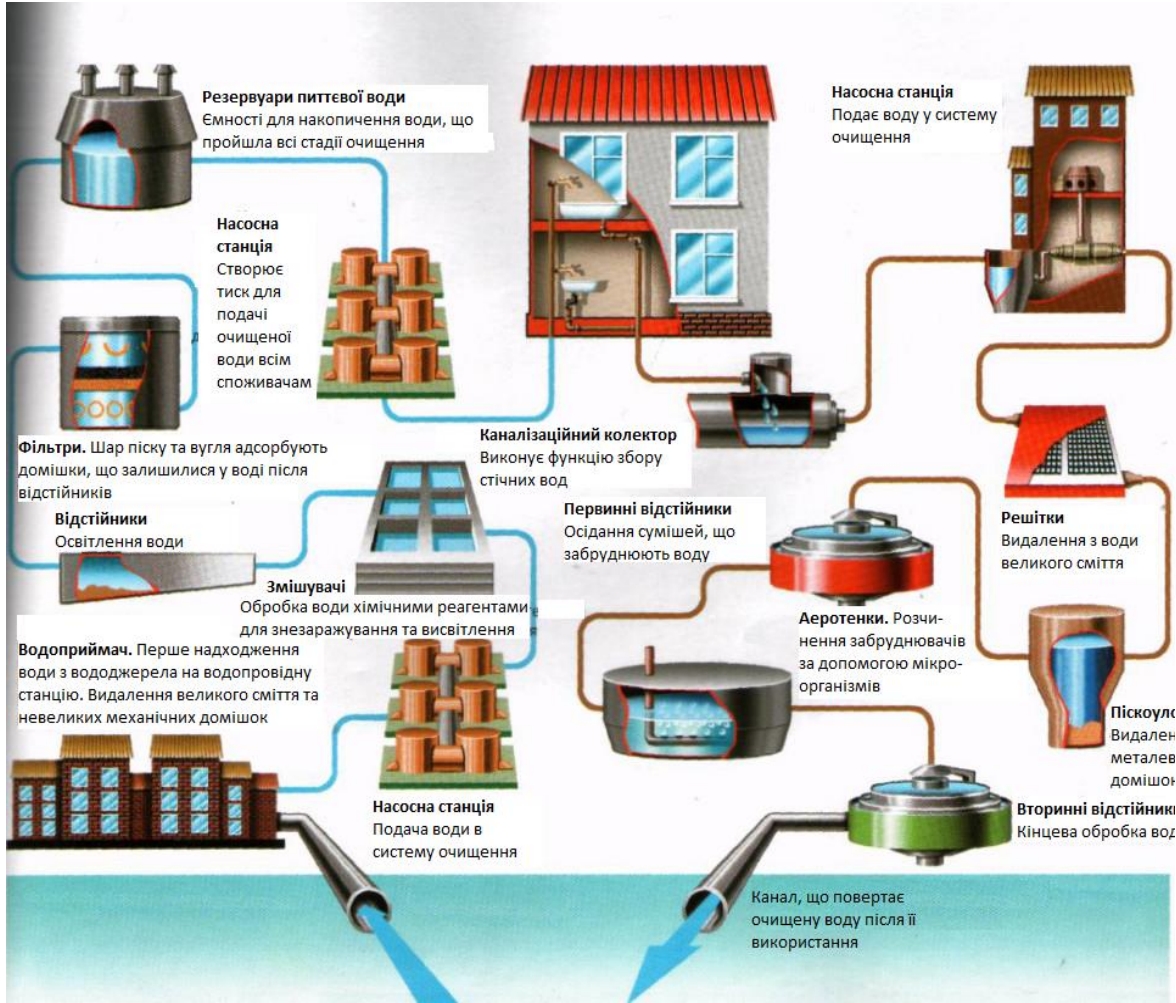 Резервуари питтєвої води
Ємності для накопичення води, що
пройшла всі стадії очищення
Насосна станція
Подає воду у систему
очищення
Насосна
станція
Створює
тиск для
подачі
очищеної
води всім
споживачам
Фільтри. Шар піску та вугля адсорбують
домішки, що залишилися у воді після
відстійників
Каналізаційний колектор
Виконує функцію збору
стічних вод
Відстійники
Освітлення води
Первинні відстійники
Осідання сумішей, що
забруднюють воду
Решітки
Видалення з води
великого сміття
Змішувачі
Обробка води хімічними реагентами
для знезаражування та висвітлення
Водоприймач. Перше надходження
води з вододжерела на водопровідну
станцію. Видалення великого сміття та
невеликих механічних домішок
Аеротенки. Розчи-
нення забруднювачів
за допомогою мікро-
організмів
Піскоуло
Видален
металев
домішок
Насосна станція
Подача води в
систему очищення
Вторинні відстійники
Кінцева обробка вод
Канал, що повертає
очищену воду після її
використання